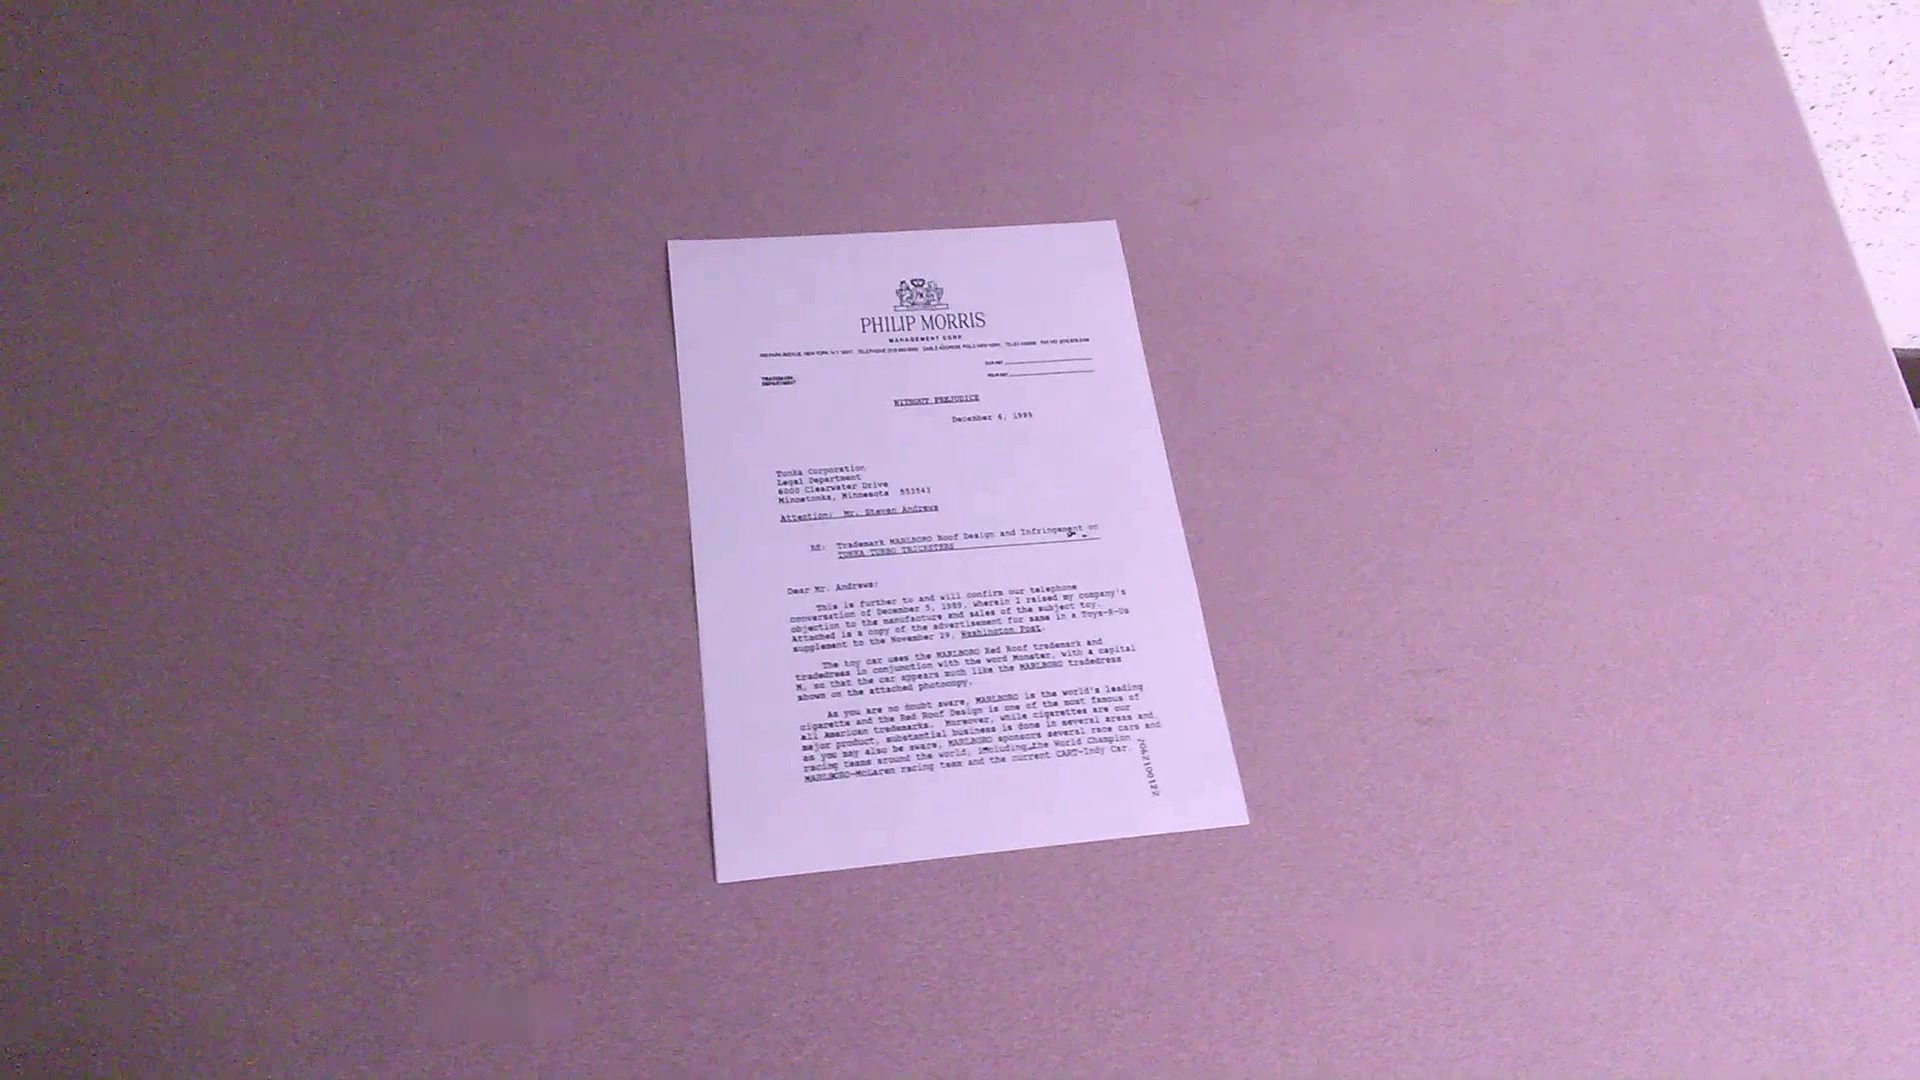 PHILIP MORRIS
MANAGEMENT CORP.
TRADEMARK
DEPARTMENT
OUR REF.
YOUR REF.
WITHOUT PREJUDICE
December 6, 1989
Tonka Corporation
Legal Department
6000 Clearwater Drive
Minnetonka, Minnesota 553541
Attention: Mr. Steven Andrews
RE: Trademark MARLBORO Roof Design and Infringement on
TONKA TURBO TRICKSTERS
Dear Mr. Andrews:
This is further to and will confirm our telephone
conversation of December 5, 1989, wherein I raised my company's
objection to the manufacture and sales of the subject toy.
Attached is a copy of the advertisement for same in a Toys-R-Us
supplement to the November 29, Washington Post.
The toy car uses the MARLBORO Red Roof trademark and
tradedress in conjunction with the word Monster, with a capital
M, so that the car appears much like the MARLBORO tradedress
shown on the attached photocopy.
As you are no doubt aware, MARLBORO is the world's leading
cigarette and the Red Roof Design is one of the most famous of
all American trademarks. Moreover, while cigarettes are our
major product, substantial business is done in several areas and
as you may also be aware, MARLBORO sponsors several race cars and
racing teams around the world, including the World Champion
MARLBORO-McLaren racing team and the current CART-Indy Car.